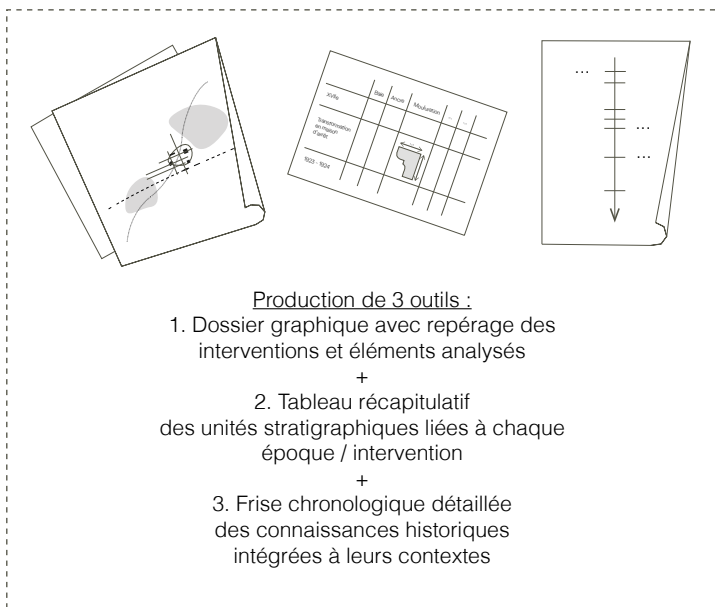 ...
XVIIe
Baie
Ancre
Moulration
...
...
Transformation
en maison
d'arrêt
1923 - 1924
...
...
...
Production de 3 outils :
1. Dossier graphique avec repérage des
interventions et éléments analysés
+
2. Tableau récapitulatif
des unités stratigraphiques liées à chaque
époque / intervention
+
3. Frise chronologique détaillée
des connaissances historiques
intégrées à leurs contextes